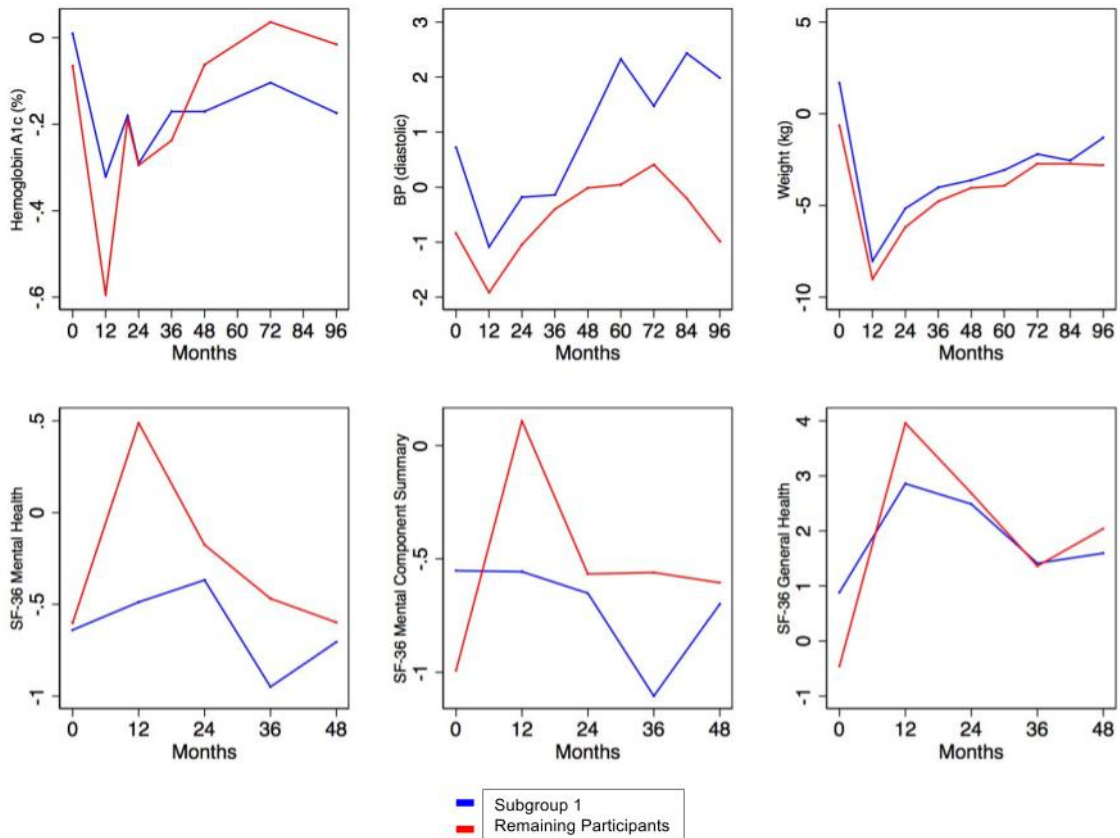 Hemoglobin A1c (%)
0
-.2
-.4
-.6
0 12 24 36 48 60 72 84 96
Months
BP (diastolic)
3
2
1
0
-1
-2
0 12 24 36 48 60 72 84 96
Months
Weight (kg)
5
0
-5
-10
0 12 24 36 48 60 72 84 96
Months
SF-36 Mental Health
.5
0
-.5
-1
0 12 24 36 48
Months
SF-36 Mental Component Summary
0
-.5
-1
0 12 24 36 48
Months
SF-36 General Health
4
3
2
1
0
-1
0 12 24 36 48
Months
Subgroup 1
Remaining Participants